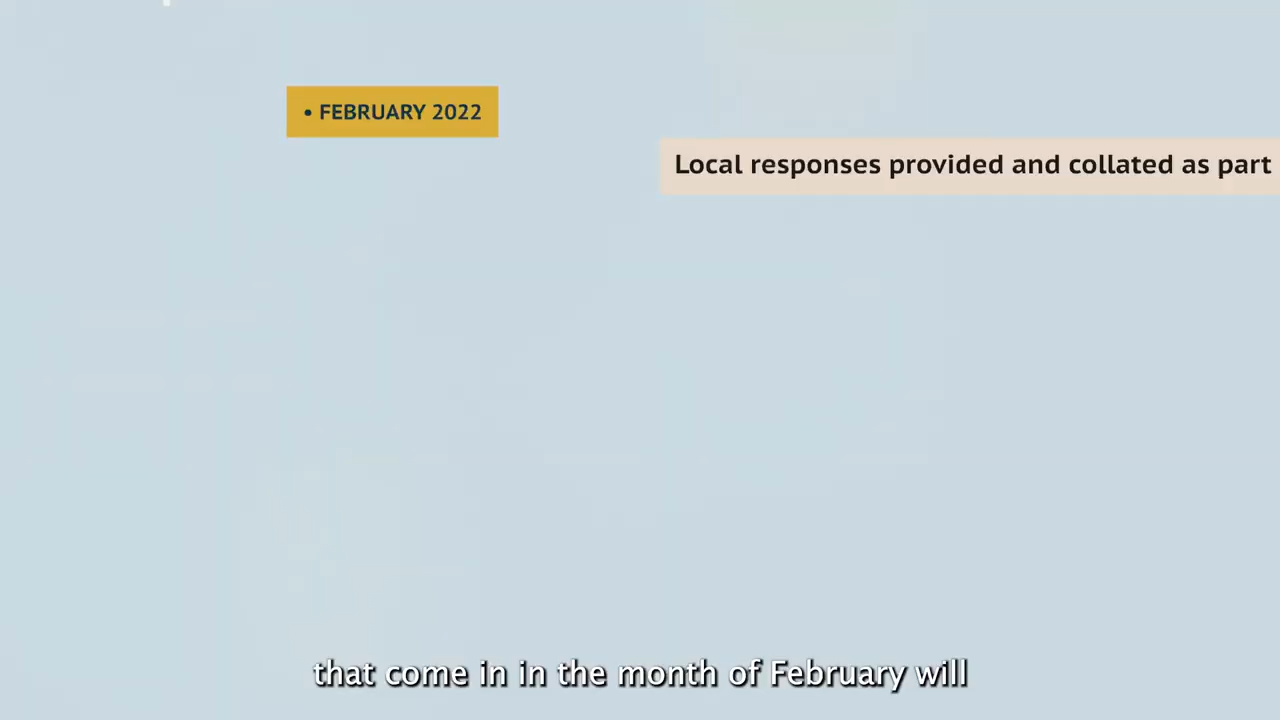 • FEBRUARY 2022
Local responses provided and collated as part
that come in in the month of February will